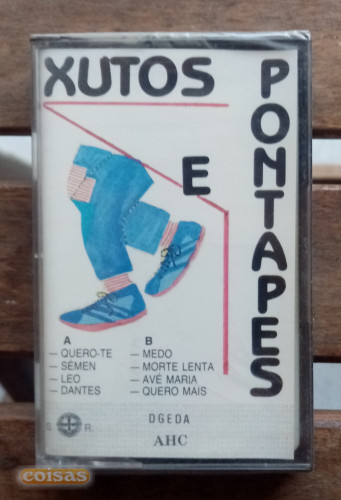 XUTOS
E
PONTAPES
A
– QUERO-TE
– SÉMEN
– LEO
– DANTES
B
– MEDO
– MORTE LENTA
– AVÉ MARIA
– QUERO MAIS
S R.
DGEDA
AHC
coisas